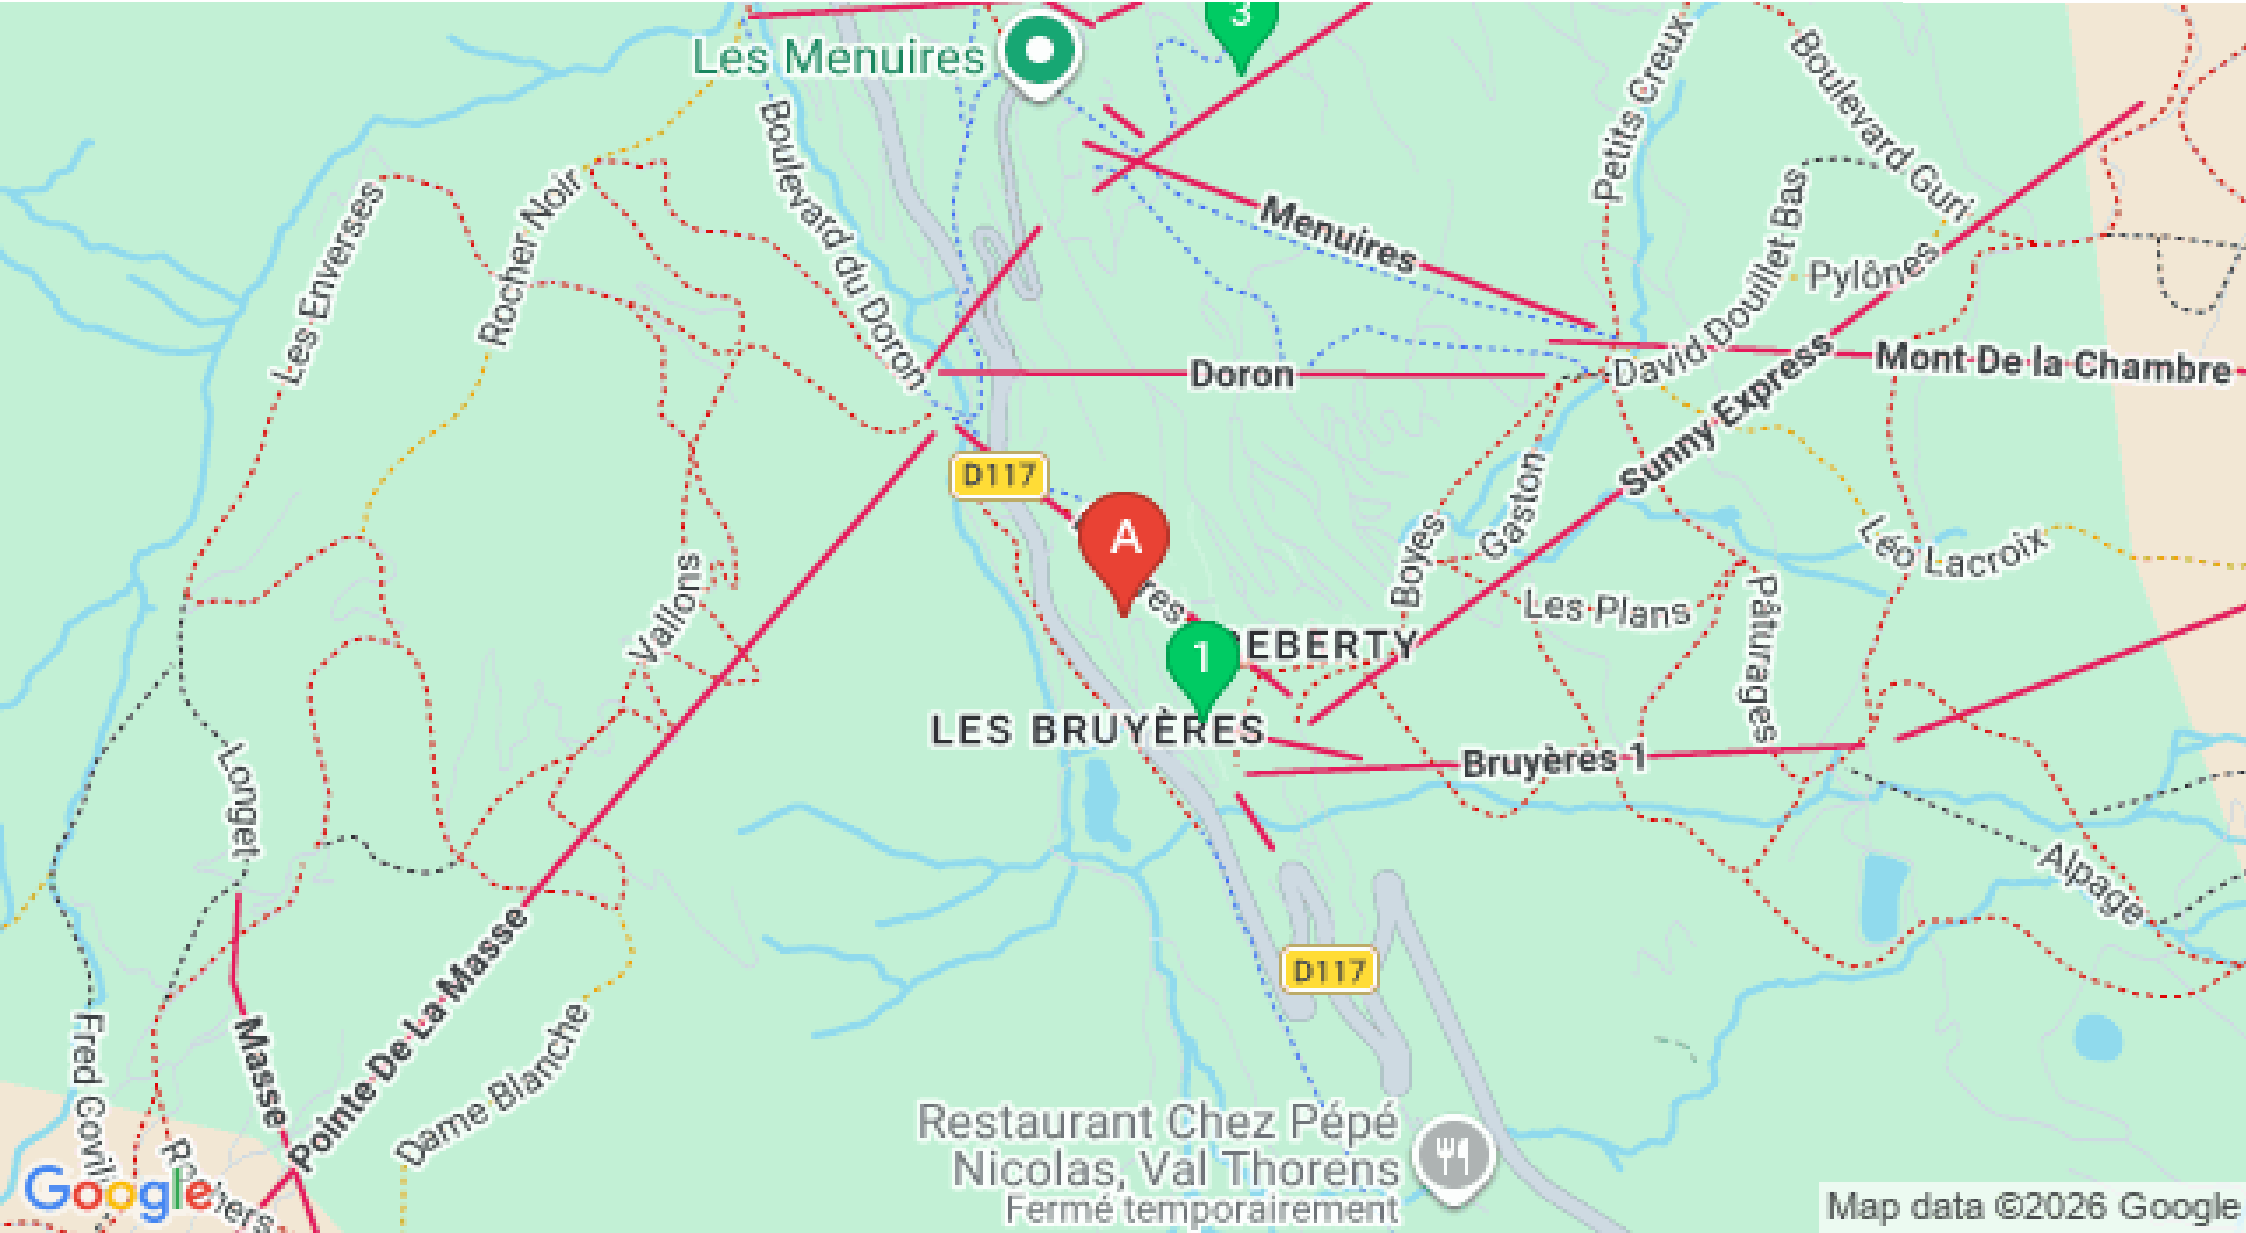 3
Les Menuires
Petits Creux
Boulevard Guri
Boulevard du Doron
Les Enverses
Rocher Noir
Menuires
David Douillet Bas
Pylônes
Doron
Mont De la Chambre
Sunny Express
D117
A
Gaston
Boyes
Léo Lacroix
Les Plans
Pâturages
Vallons
res
1
EBERTY
LES BRUYÈRES
Bruyères 1
Longet
Alpage
D117
Pointe De La Masse
Masse
Dame Blanche
Fred Covil
Restaurant Chez Pépé
Nicolas, Val Thorens
Fermé temporairement
Google
Map data ©2026 Google